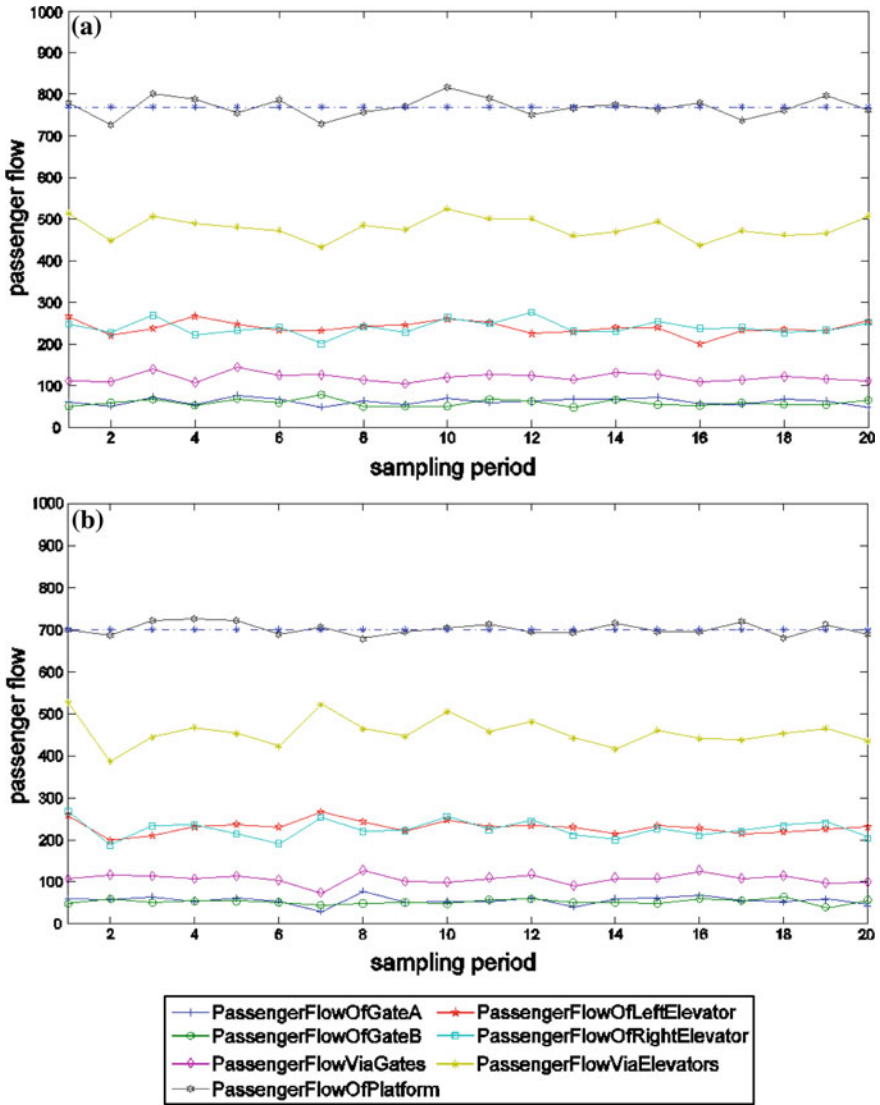 (a)
1000
900
800
700
600
500
400
300
200
100
0
passenger flow
2 4 6 8 10 12 14 16 18 20
sampling period
(b)
1000
900
800
700
600
500
400
300
200
100
0
passenger flow
2 4 6 8 10 12 14 16 18 20
sampling period
PassengerFlowOfGateA
PassengerFlowOfLeftElevator
PassengerFlowOfGateB
PassengerFlowOfRightElevator
PassengerFlowViaGates
PassengerFlowViaElevators
PassengerFlowOfPlatform